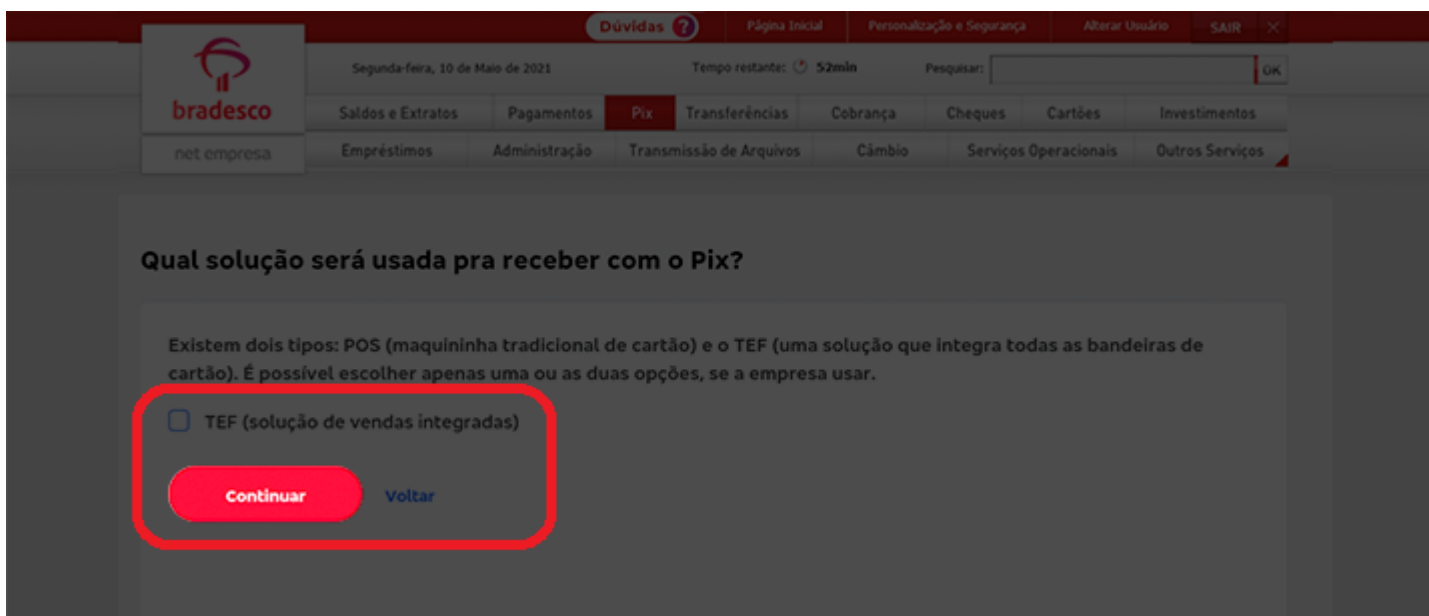 Dúvidas ? Página Inicial Personalização e Segurança Alterar Usuário SAIR
Segunda-feira, 10 de Maio de 2021 Tempo restante: 52min Pesquisar: OK
bradesco
net empresa
Saldos e Extratos Pagamentos Pix Transferências Cobrança Cheques Cartões Investimentos
Empréstimos Administração Transmissão de Arquivos Câmbio Serviços Operacionais Outros Serviços
Qual solução será usada pra receber com o Pix?
Existem dois tipos: POS (maquininha tradicional de cartão) e o TEF (uma solução que integra todas as bandeiras de
cartão). É possível escolher apenas uma ou as duas opções, se a empresa usar.
TEF (solução de vendas integradas)
Continuar Voltar